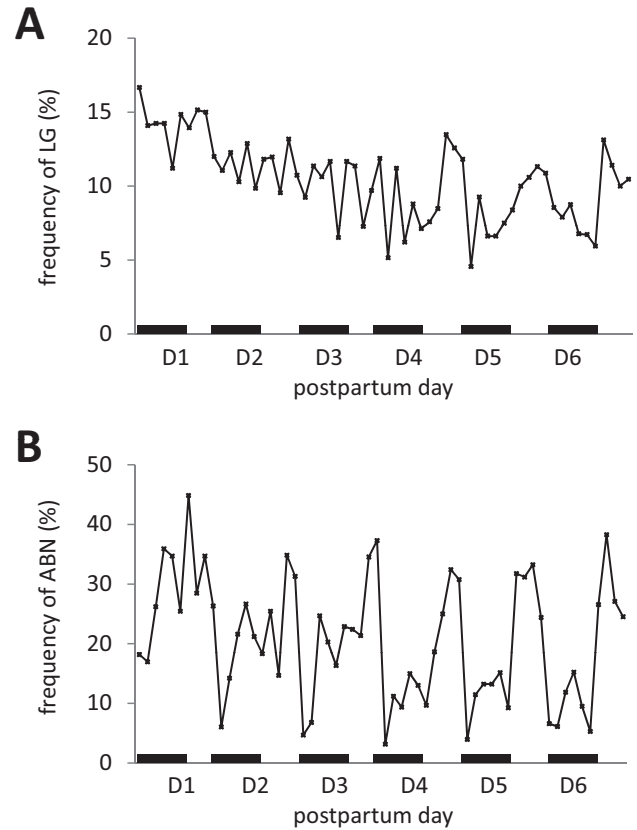 A
20
15
10
5
0
frequency of LG (%)
D1 D2 D3 D4 D5 D6
postpartum day
B
50
40
30
20
10
0
frequency of ABN (%)
D1 D2 D3 D4 D5 D6
postpartum day